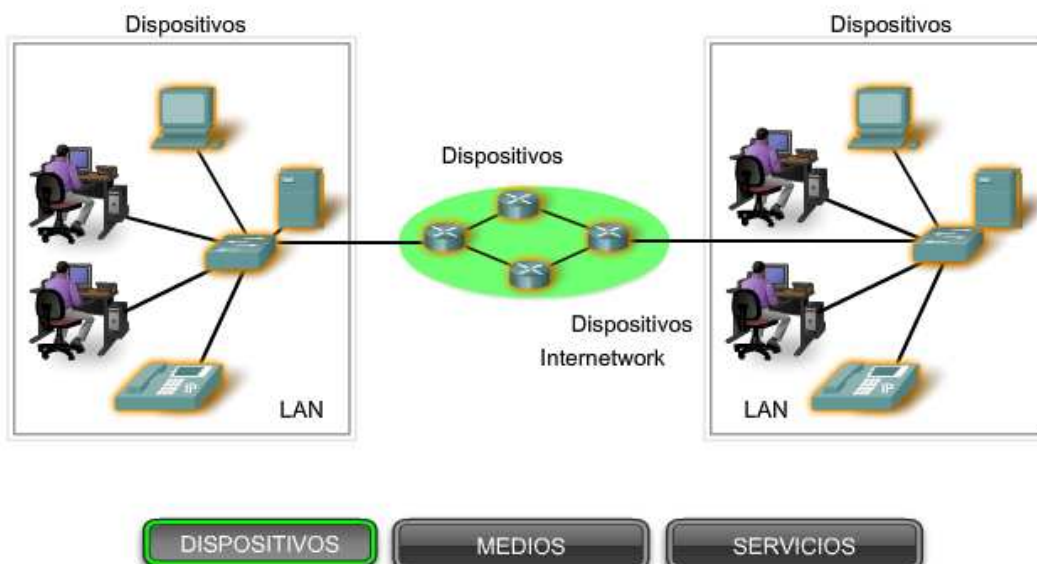 Dispositivos
Dispositivos
Dispositivos
Dispositivos
Internetwork
IP
LAN
IP
LAN
DISPOSITIVOS
MEDIOS
SERVICIOS